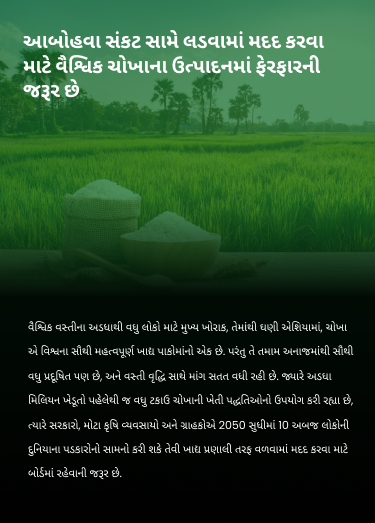 આબોહવા સંકટ સામે લડવામાં મદદ કરવા
માટે વૈશ્વિક ચોખાના ઉત્પાદનમાં ફેરફારની
જરૂર છે
વૈશ્વિક વસ્તીના અડધાથી વધુ લોકો માટે મુખ્ય ખોરાક, તેમાંથી ઘણી એશિયામાં, ચોખા
એ વિશ્વના સૌથી મહત્વપૂર્ણ ખાદ્ય પાકોમાંનો એક છે. પરંતુ તે તમામ અનાજમાંથી સૌથી
વધુ પ્રદૂષિત પણ છે, અને વસ્તી વૃદ્ધિ સાથે માંગ સતત વધી રહી છે. જ્યારે અડધા
મિલિયન ખેડૂતો પહેલેથી જ વધુ ટકાઉ ચોખાની ખેતી પદ્ધતિઓનો ઉપયોગ કરી રહ્યા છે,
ત્યારે સરકારો, મોટા કૃષિ વ્યવસાયો અને ગ્રાહકોએ 2050 સુધીમાં 10 અબજ લોકોની
દુનિયાના પડકારોનો સામનો કરી શકે તેવી ખાદ્ય પ્રણાલી તરફ વળવામાં મદદ કરવા માટે
બોર્ડમાં રહેવાની જરૂર છે.